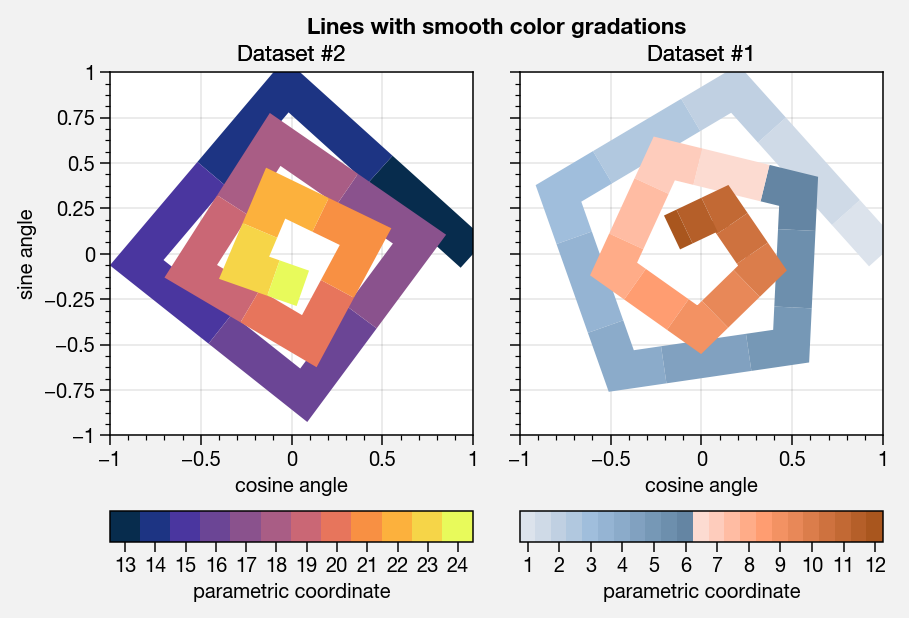 Lines with smooth color gradations
Dataset #2
Dataset #1
sine angle
1
0.75
0.5
0.25
0
−0.25
−0.5
−0.75
−1
−1 −0.5 0 0.5 1
−1 −0.5 0 0.5 1
cosine angle
cosine angle
13 14 15 16 17 18 19 20 21 22 23 24
1 2 3 4 5 6 7 8 9 10 11 12
parametric coordinate
parametric coordinate